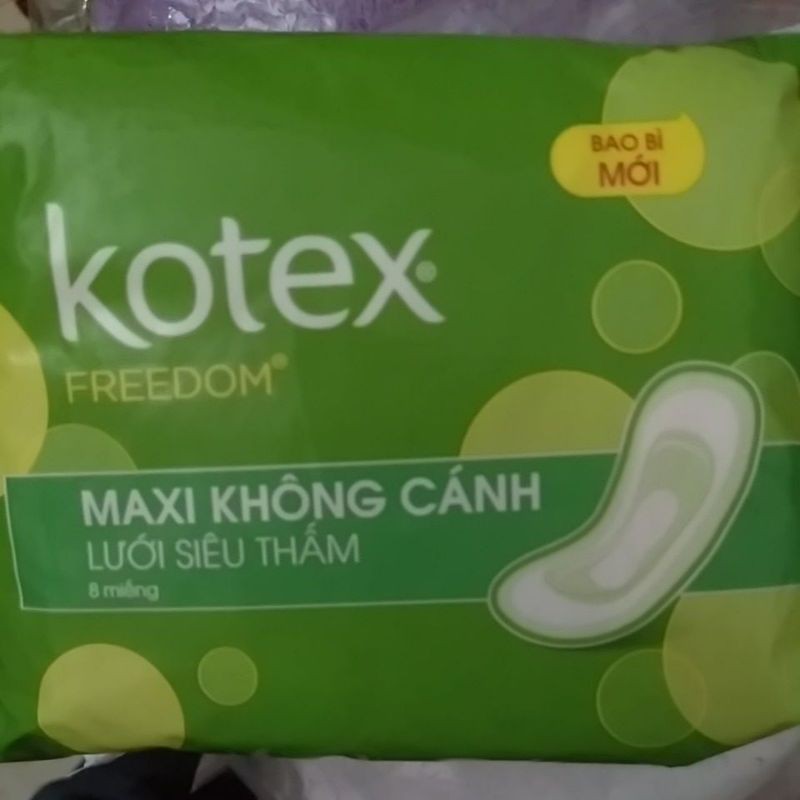 BAO BÌ
MỚI
kotex®
FREEDOM®
MAXI KHÔNG CÁNH
LƯỚI SIÊU THẤM
8 miếng